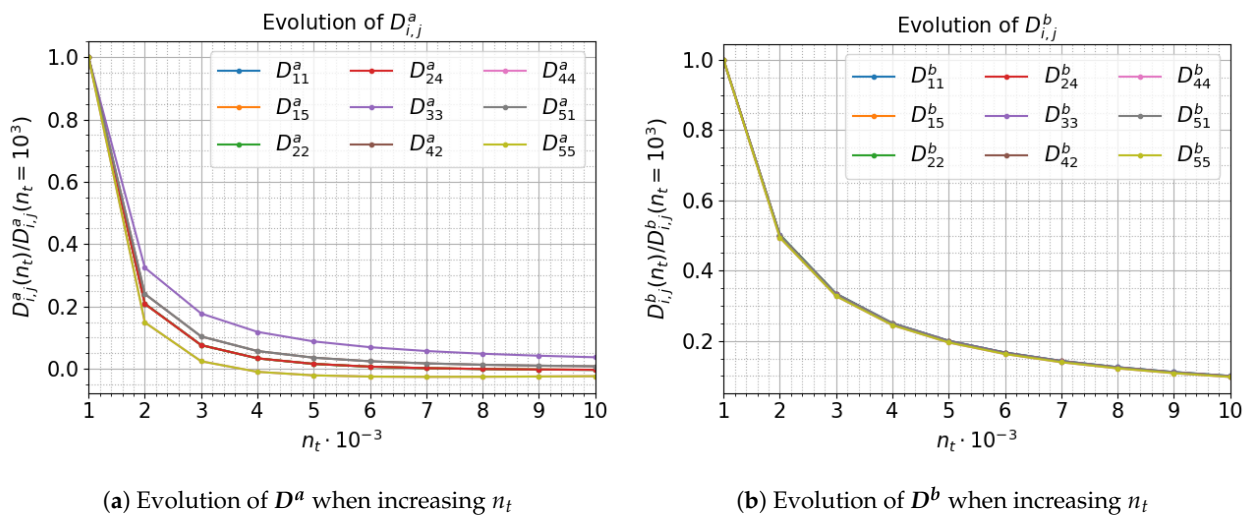 Evolution of $D^a_{i,j}$
$D^a_{i,j}(n_t)/D^a_{i,j}(n_t = 10^3)$
1.0
0.8
0.6
0.4
0.2
0.0
$D^a_{11}$ $D^a_{24}$ $D^a_{44}$
$D^a_{15}$ $D^a_{33}$ $D^a_{51}$
$D^a_{22}$ $D^a_{42}$ $D^a_{55}$
1 2 3 4 5 6 7 8 9 10
$n_t \cdot 10^{-3}$
(a) Evolution of $D^a$ when increasing $n_t$
Evolution of $D^b_{i,j}$
$D^b_{i,j}(n_t)/D^b_{i,j}(n_t = 10^3)$
1.0
0.8
0.6
0.4
0.2
$D^b_{11}$ $D^b_{24}$ $D^b_{44}$
$D^b_{15}$ $D^b_{33}$ $D^b_{51}$
$D^b_{22}$ $D^b_{42}$ $D^b_{55}$
1 2 3 4 5 6 7 8 9 10
$n_t \cdot 10^{-3}$
(b) Evolution of $D^b$ when increasing $n_t$